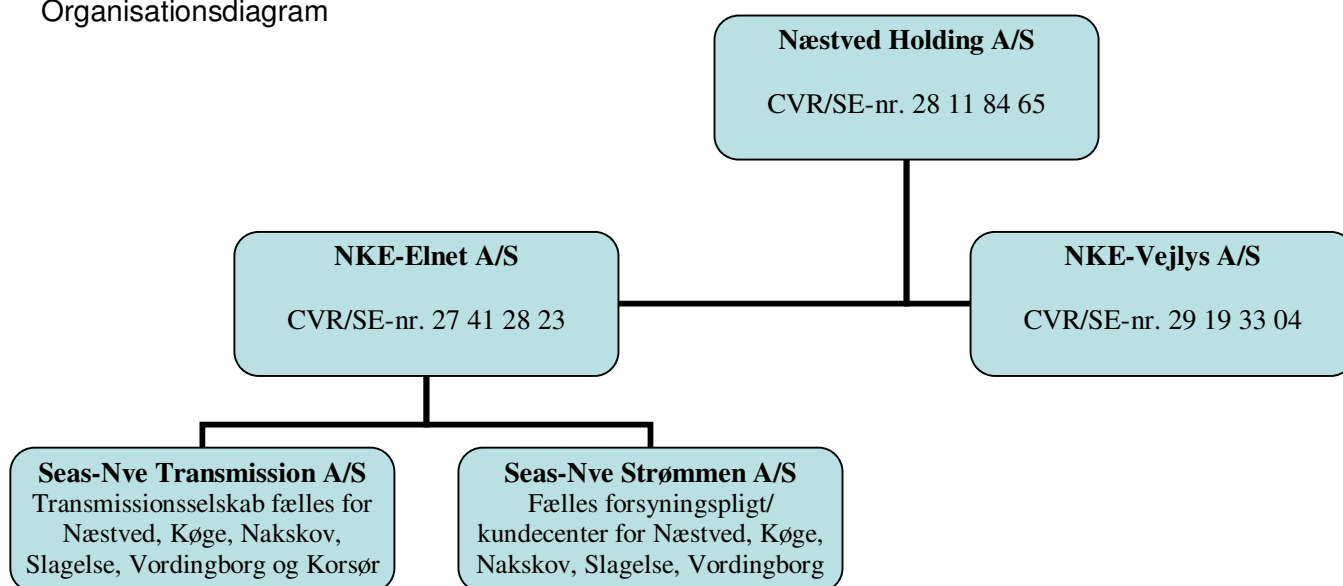 Organisationsdiagram
Næstved Holding A/S
CVR/SE-nr. 28 11 84 65
NKE-Elnet A/S
CVR/SE-nr. 27 41 28 23
NKE-Vejlys A/S
CVR/SE-nr. 29 19 33 04
Seas-Nve Transmission A/S
Transmissionsselskab fælles for
Næstved, Køge, Nakskov,
Slagelse, Vordingborg og Korsør
Seas-Nve Strømmen A/S
Fælles forsyningspligt/
kundecenter for Næstved, Køge,
Nakskov, Slagelse, Vordingborg